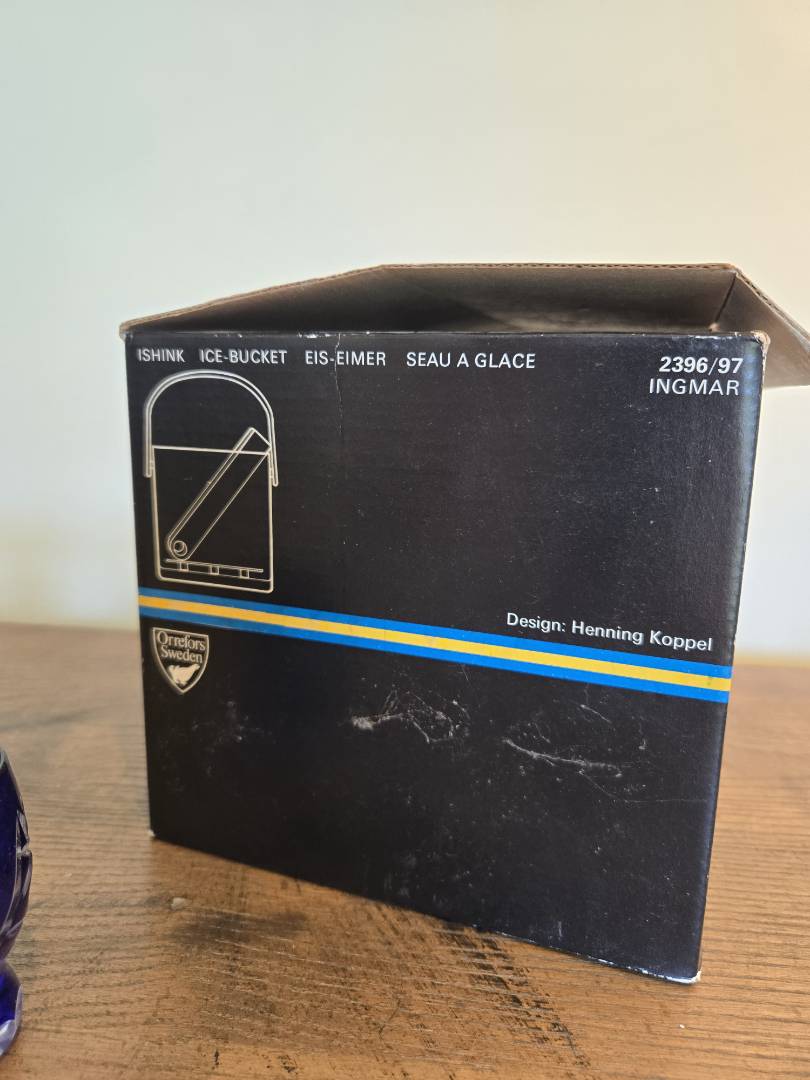 ISHINK ICE-BUCKET EIS-EIMER SEAU A GLACE
2396/97
INGMAR
Design: Henning Koppel
Orrefors
Sweden